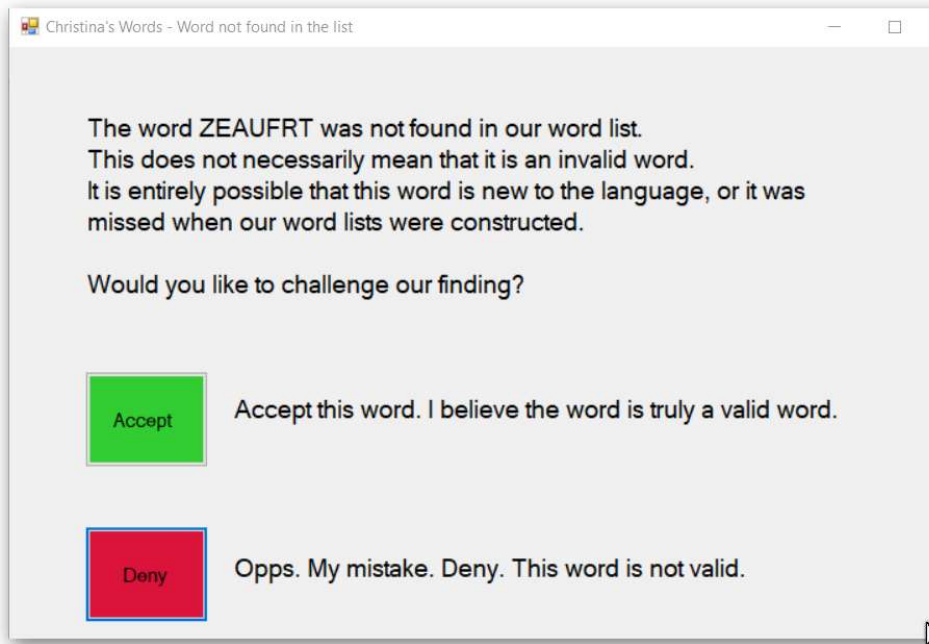 Christina's Words - Word not found in the list
The word ZEAUFRT was not found in our word list.
This does not necessarily mean that it is an invalid word.
It is entirely possible that this word is new to the language, or it was
missed when our word lists were constructed.
Would you like to challenge our finding?
Accept
Accept this word. I believe the word is truly a valid word.
Deny
Opps. My mistake. Deny. This word is not valid.